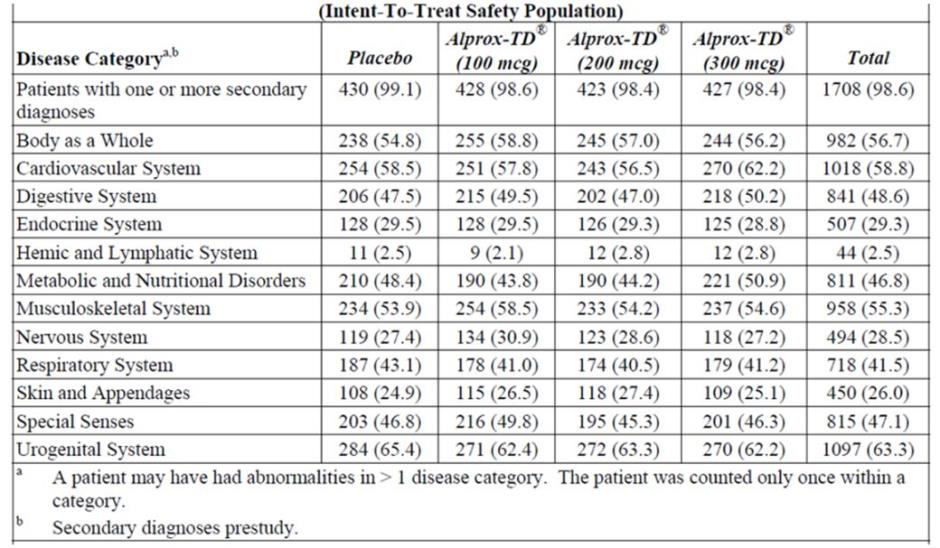 (Intent-To-Treat Safety Population)
Disease Category a,b Placebo Alprox-TD® (100 mcg) Alprox-TD® (200 mcg) Alprox-TD® (300 mcg) Total
Patients with one or more secondary diagnoses 430 (99.1) 428 (98.6) 423 (98.4) 427 (98.4) 1708 (98.6)
Body as a Whole 238 (54.8) 255 (58.8) 245 (57.0) 244 (56.2) 982 (56.7)
Cardiovascular System 254 (58.5) 251 (57.8) 243 (56.5) 270 (62.2) 1018 (58.8)
Digestive System 206 (47.5) 215 (49.5) 202 (47.0) 218 (50.2) 841 (48.6)
Endocrine System 128 (29.5) 128 (29.5) 126 (29.3) 125 (28.8) 507 (29.3)
Hemic and Lymphatic System 11 (2.5) 9 (2.1) 12 (2.8) 12 (2.8) 44 (2.5)
Metabolic and Nutritional Disorders 210 (48.4) 190 (43.8) 190 (44.2) 221 (50.9) 811 (46.8)
Musculoskeletal System 234 (53.9) 254 (58.5) 233 (54.2) 237 (54.6) 958 (55.3)
Nervous System 119 (27.4) 134 (30.9) 123 (28.6) 118 (27.2) 494 (28.5)
Respiratory System 187 (43.1) 178 (41.0) 174 (40.5) 179 (41.2) 718 (41.5)
Skin and Appendages 108 (24.9) 115 (26.5) 118 (27.4) 109 (25.1) 450 (26.0)
Special Senses 203 (46.8) 216 (49.8) 195 (45.3) 201 (46.3) 815 (47.1)
Urogenital System 284 (65.4) 271 (62.4) 272 (63.3) 270 (62.2) 1097 (63.3)
a A patient may have had abnormalities in > 1 disease category. The patient was counted only once within a
category.
b Secondary diagnoses prestudy.